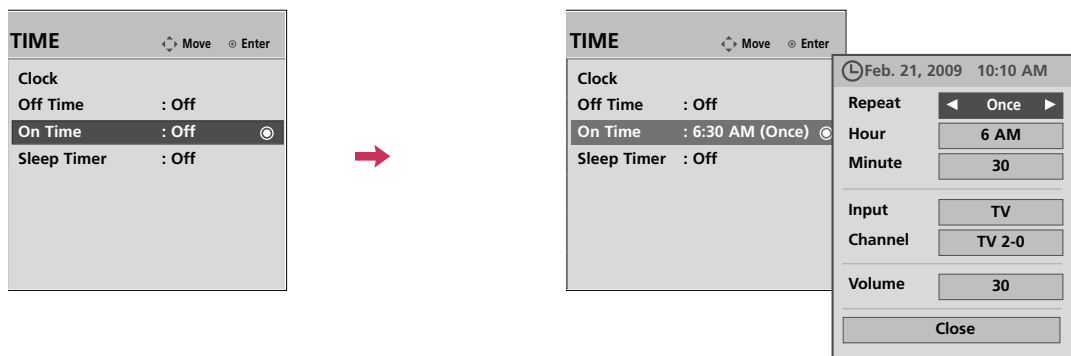 TIME Move Enter
Clock
Off Time : Off
On Time : Off
Sleep Timer : Off
TIME Move Enter
Clock
Off Time : Off
On Time : 6:30 AM (Once)
Sleep Timer : Off
Feb. 21, 2009 10:10 AM
Repeat ◀ Once ▶
Hour 6 AM
Minute 30
Input TV
Channel TV 2-0
Volume 30
Close